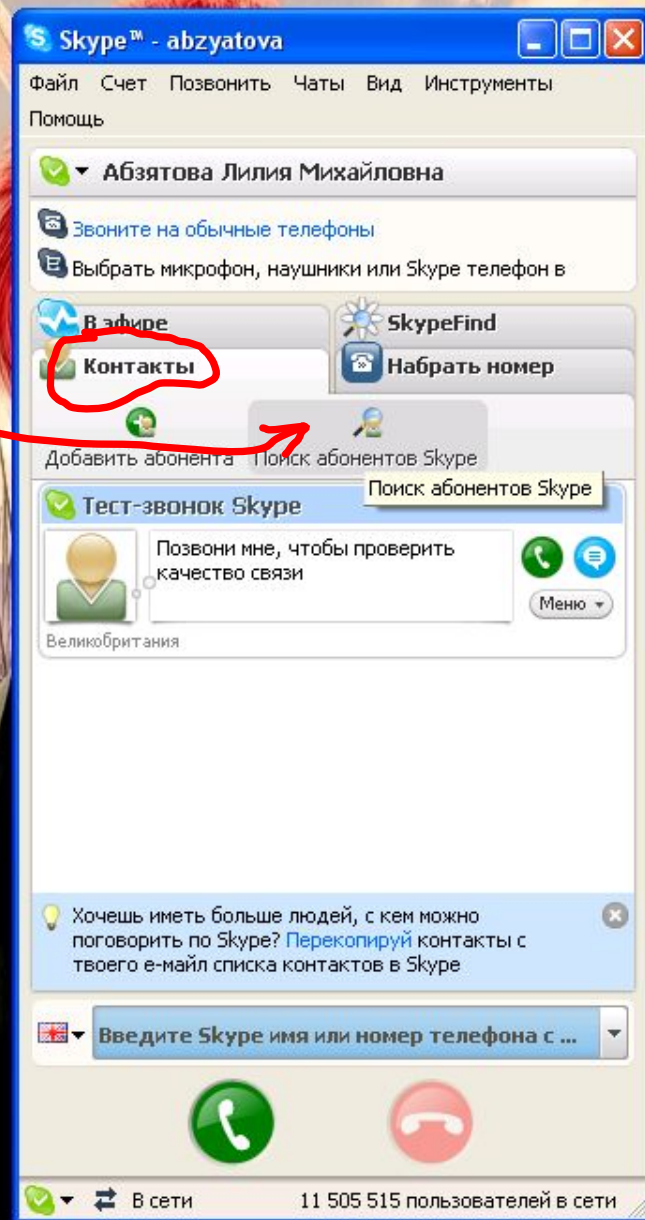 Skype™ - abzyatova
Файл Счет Позвонить Чаты Вид Инструменты
Помощь
Абзятова Лилия Михайловна
Звоните на обычные телефоны
Выбрать микрофон, наушники или Skype телефон в
В эфире SkypeFind
Контакты Набрать номер
Добавить абонента Поиск абонентов Skype
Поиск абонентов Skype
Тест-звонок Skype
Позвони мне, чтобы проверить
качество связи
Меню
Великобритания
Хочешь иметь больше людей, с кем можно
поговорить по Skype? Перекопируй контакты с
твоего е-майл списка контактов в Skype
Введите Skype имя или номер телефона с ...
В сети 11 505 515 пользователей в сети